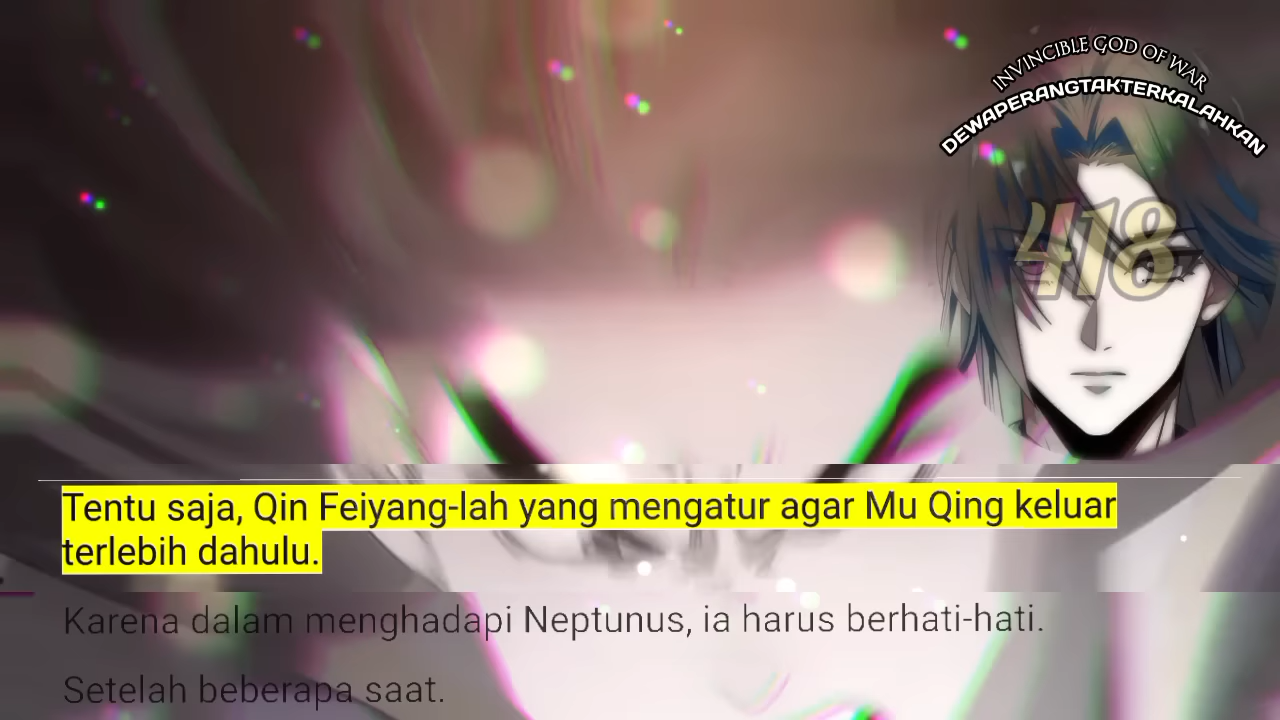 INVINCIBLE GOD OF WAR
DEWAPERANGTAKTERKALAHKAN
418
Tentu saja, Qin Feiyang-lah yang mengatur agar Mu Qing keluar
terlebih dahulu.
Karena dalam menghadapi Neptunus, ia harus berhati-hati.
Setelah beberapa saat.